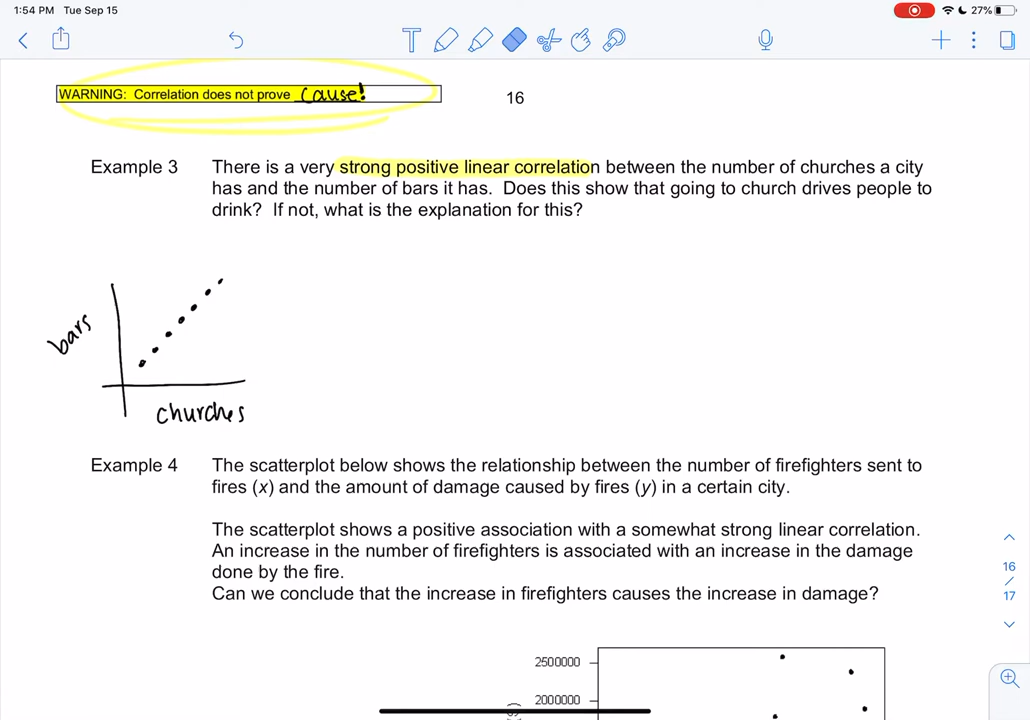 1:54 PM Tue Sep 15
27%
WARNING: Correlation does not prove cause!
16
Example 3
There is a very strong positive linear correlation between the number of churches a city
has and the number of bars it has. Does this show that going to church drives people to
drink? If not, what is the explanation for this?
bars
churches
Example 4
The scatterplot below shows the relationship between the number of firefighters sent to
fires (x) and the amount of damage caused by fires (y) in a certain city.
The scatterplot shows a positive association with a somewhat strong linear correlation.
An increase in the number of firefighters is associated with an increase in the damage
done by the fire.
Can we conclude that the increase in firefighters causes the increase in damage?
16
/
17
2500000
2000000